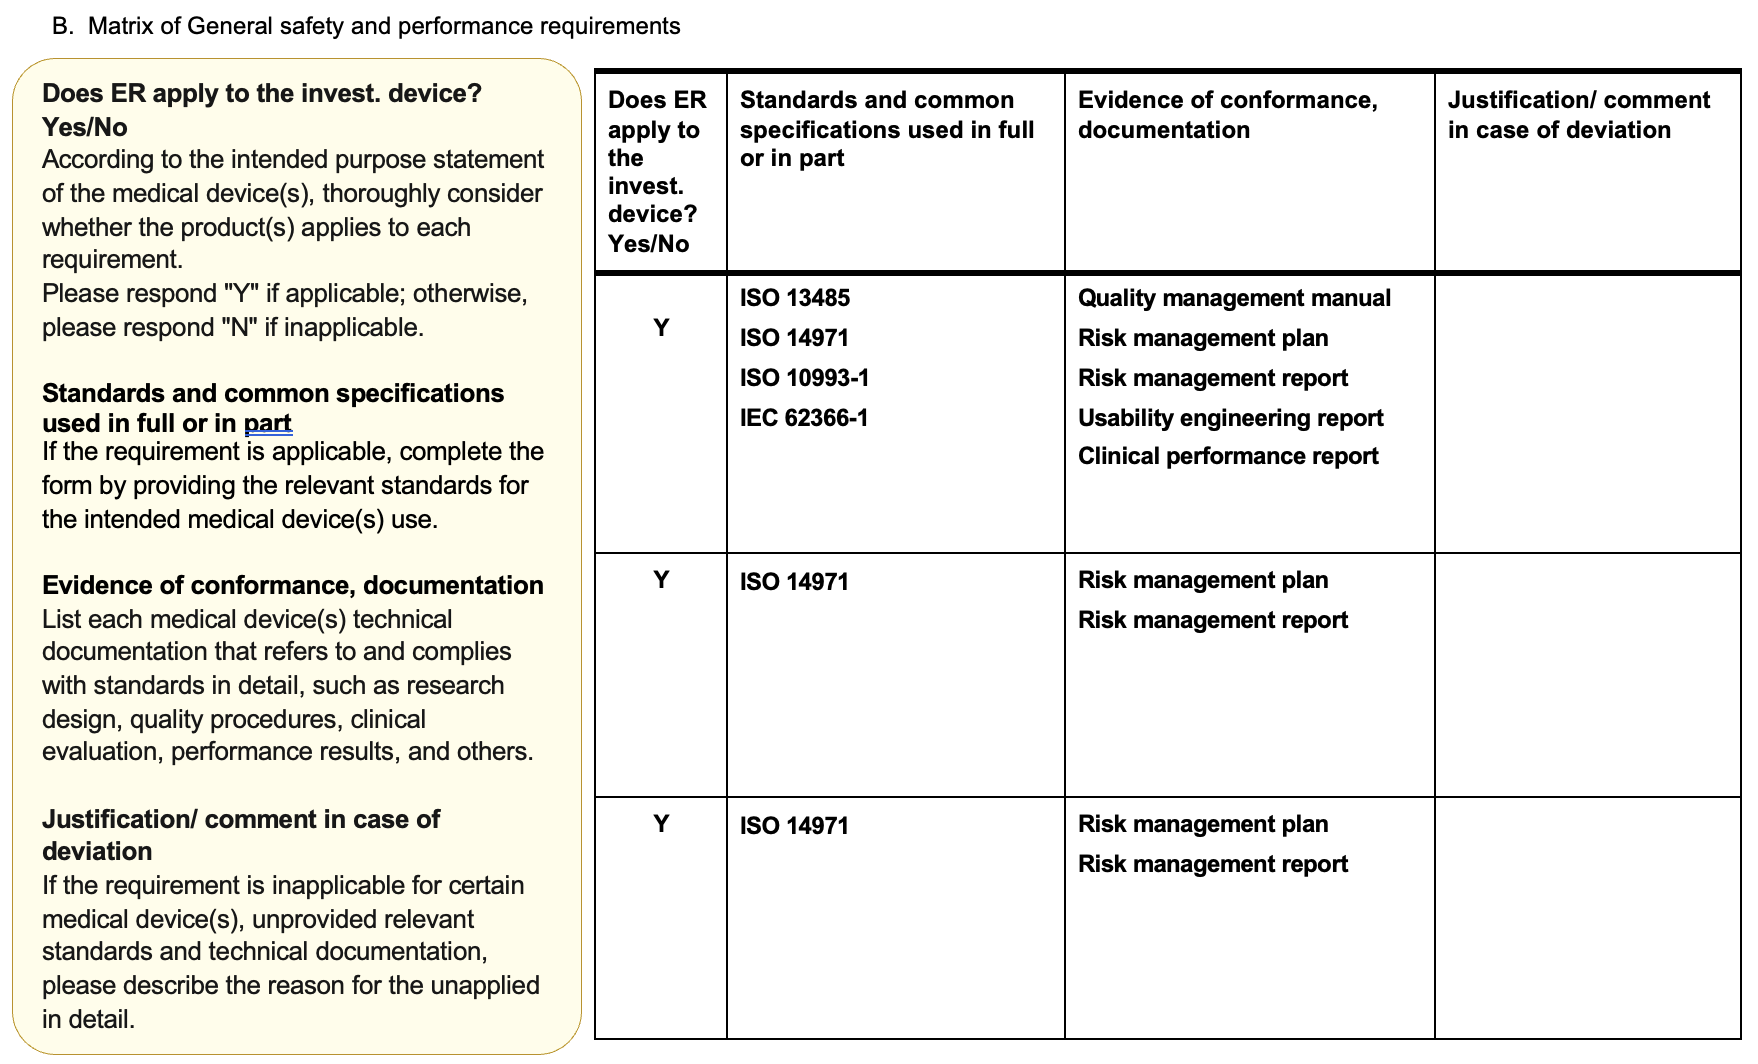 B. Matrix of General safety and performance requirements
Does ER apply to the invest. device?
Yes/No
According to the intended purpose statement
of the medical device(s), thoroughly consider
whether the product(s) applies to each
requirement.
Please respond "Y" if applicable; otherwise,
please respond "N" if inapplicable.
Standards and common specifications
used in full or in part
If the requirement is applicable, complete the
form by providing the relevant standards for
the intended medical device(s) use.
Evidence of conformance, documentation
List each medical device(s) technical
documentation that refers to and complies
with standards in detail, such as research
design, quality procedures, clinical
evaluation, performance results, and others.
Justification/ comment in case of
deviation
If the requirement is inapplicable for certain
medical device(s), unprovided relevant
standards and technical documentation,
please describe the reason for the unapplied
in detail.
Does ER
apply to
the
invest.
device?
Yes/No
Standards and common
specifications used in full
or in part
Evidence of conformance,
documentation
Justification/ comment
in case of deviation
Y
ISO 13485
ISO 14971
ISO 10993-1
IEC 62366-1
Quality management manual
Risk management plan
Risk management report
Usability engineering report
Clinical performance report
Y
ISO 14971
Risk management plan
Risk management report
Y
ISO 14971
Risk management plan
Risk management report